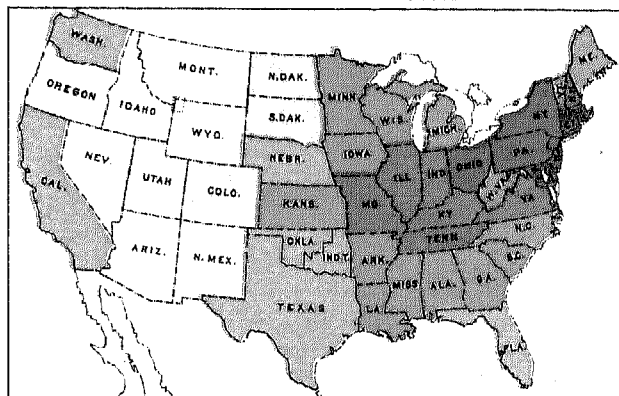 WASH.
OREGON
CAL.
NEV.
IDAHO
MONT.
WYO.
UTAH
COLO.
ARIZ.
N.MEX.
N.DAK.
S.DAK.
NEBR.
KANS.
OKLA.
IND.T.
TEXAS
MINN.
IOWA
MO.
ARK.
LA.
WIS.
ILL.
MICH.
IND.
OHIO
KY.
TENN.
MISS.
ALA.
GA.
FLA.
S.C.
N.C.
VA.
W.VA.
PA.
N.Y.
ME.